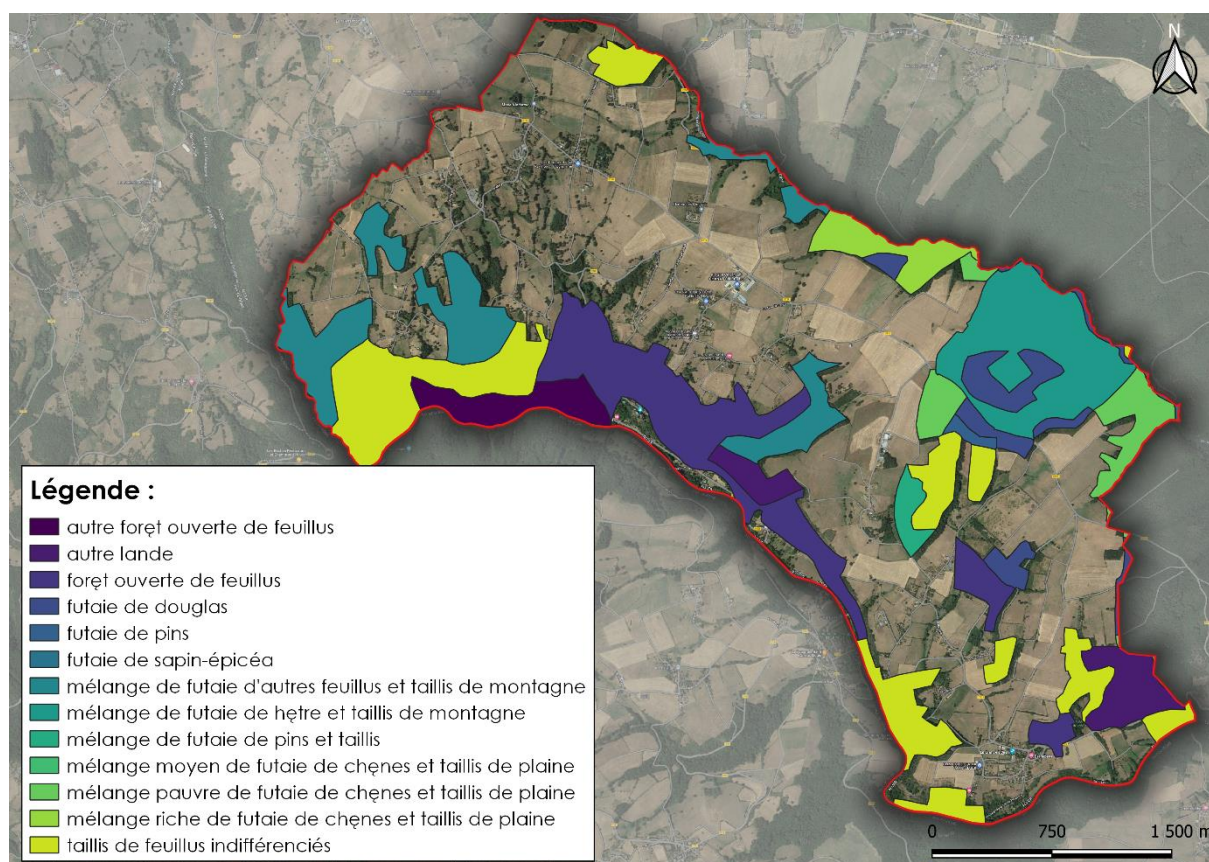 N
Légende :
autre foręt ouverte de feuillus
autre lande
foręt ouverte de feuillus
futaie de douglas
futaie de pins
futaie de sapin-épicéa
mélange de futaie d'autres feuillus et taillis de montagne
mélange de futaie de hętre et taillis de montagne
mélange de futaie de pins et taillis
mélange moyen de futaie de chęnes et taillis de plaine
mélange pauvre de futaie de chęnes et taillis de plaine
mélange riche de futaie de chęnes et taillis de plaine
taillis de feuillus indifférenciés
0 750 1 500 m